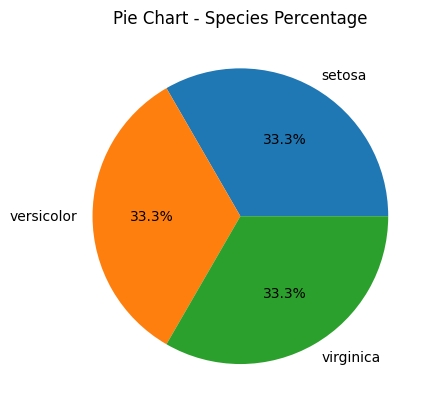 Pie Chart - Species Percentage
setosa
33.3%
versicolor
33.3%
33.3%
virginica